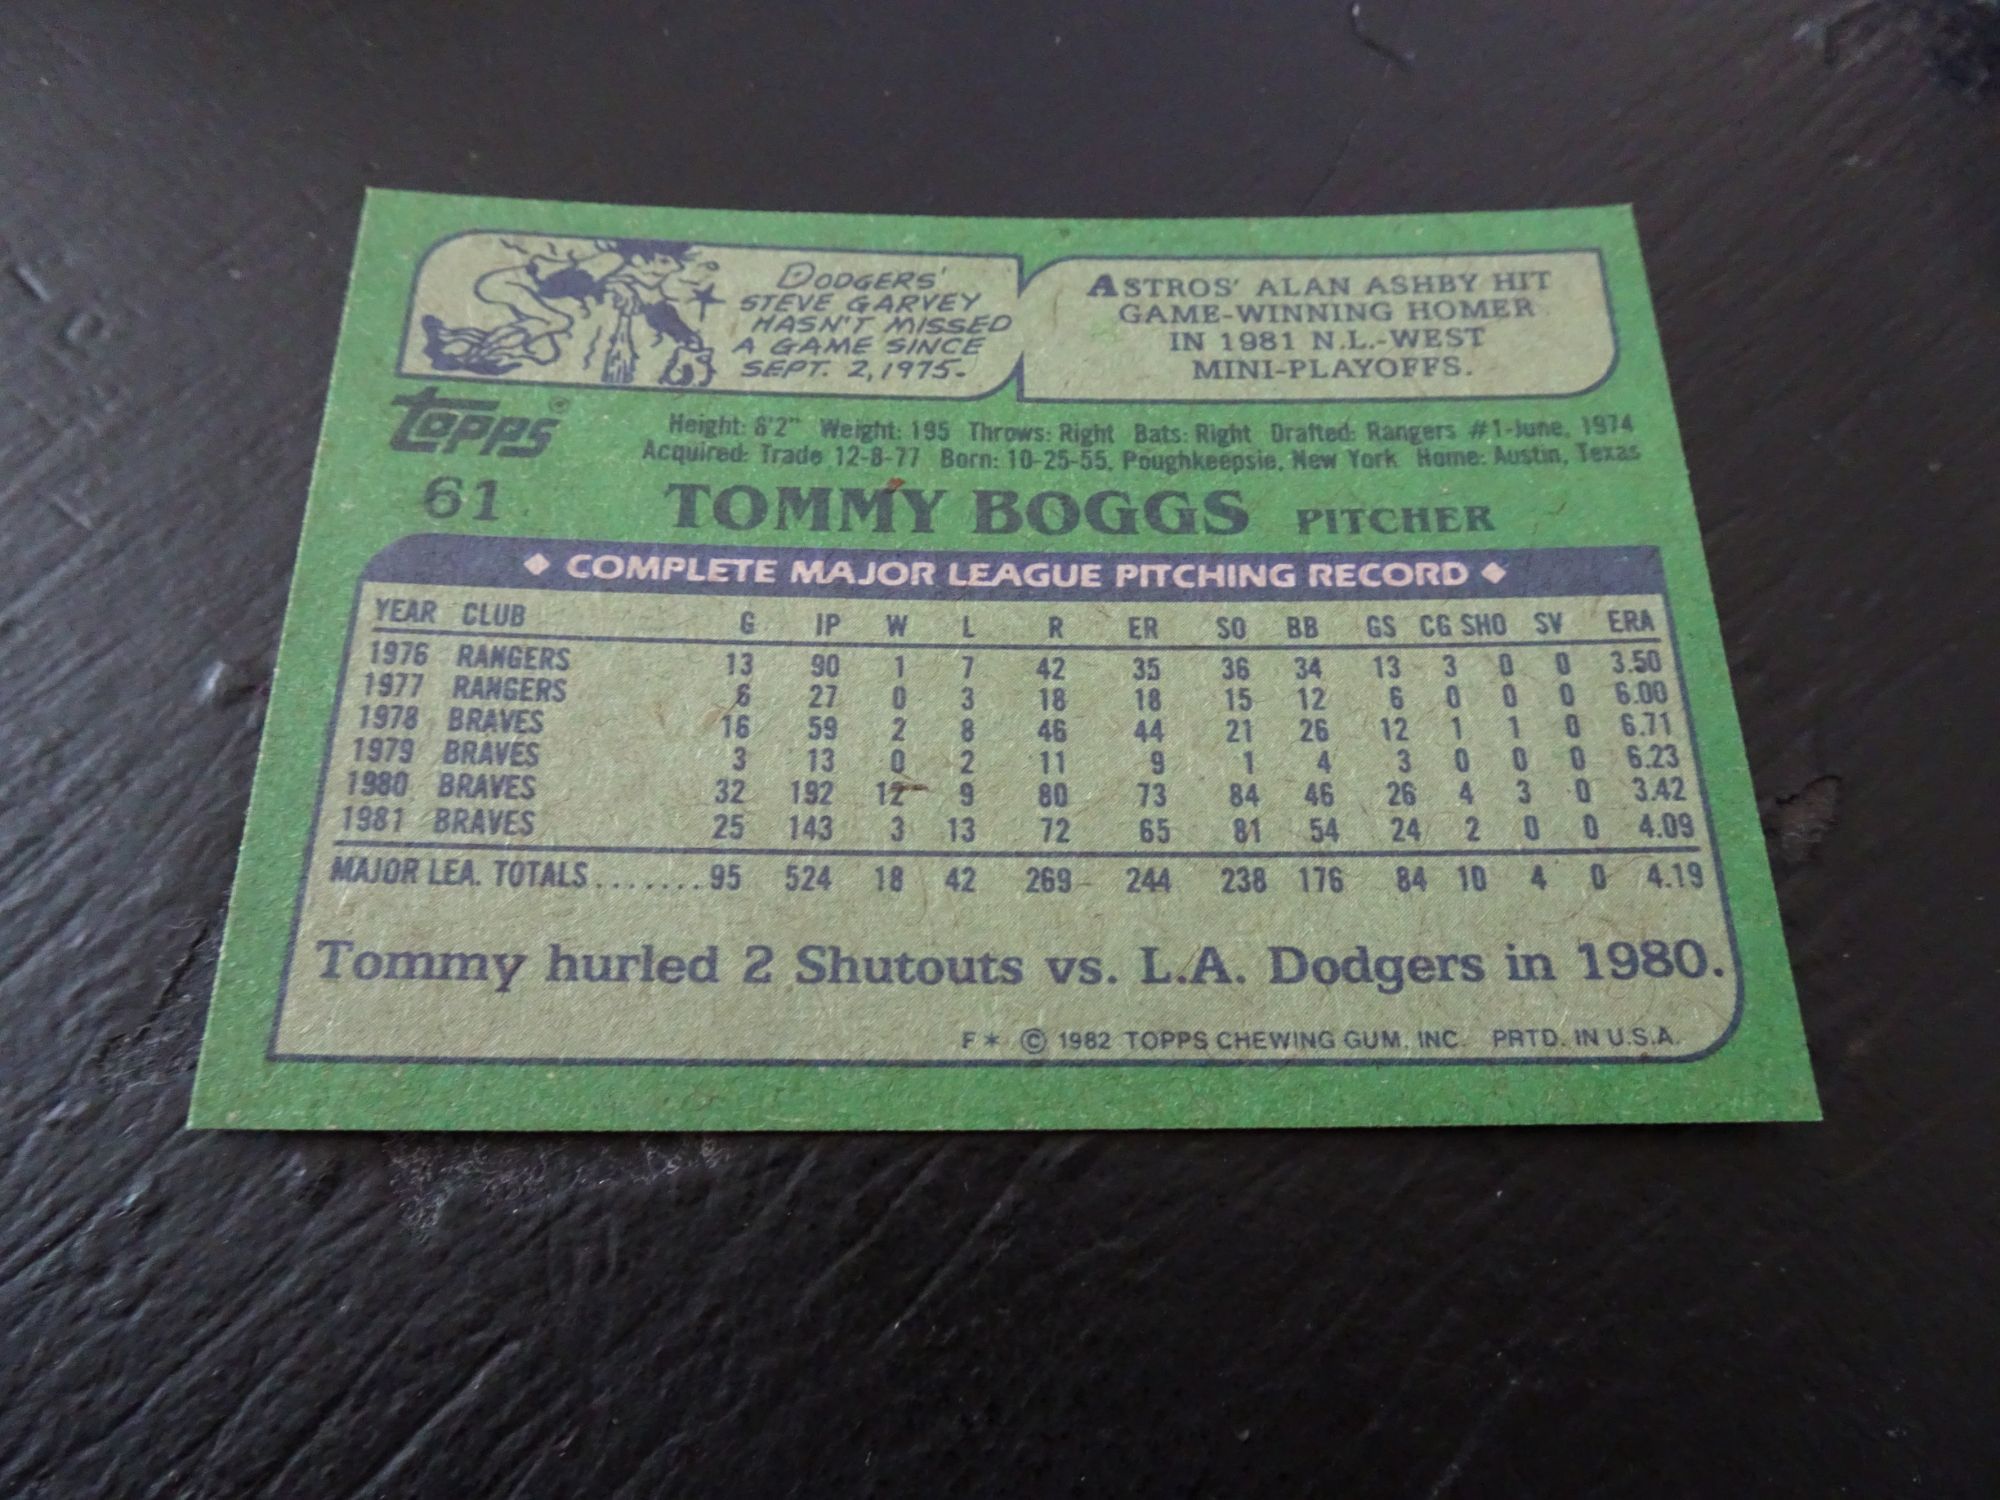 DODGERS'
STEVE GARVEY
HASN'T MISSED
A GAME SINCE
SEPT. 2, 1975.
ASTROS' ALAN ASHBY HIT
GAME-WINNING HOMER
IN 1981 N.L.-WEST
MINI-PLAYOFFS.
topps®
Height: 6'2" Weight: 195 Throws: Right Bats: Right Drafted: Rangers #1-June, 1974
Acquired: Trade 12-8-77 Born: 10-25-55, Poughkeepsie, New York Home: Austin, Texas
61 TOMMY BOGGS PITCHER
◆ COMPLETE MAJOR LEAGUE PITCHING RECORD ◆
YEAR CLUB G IP W L R ER SO BB GS CG SHO SV ERA
1976 RANGERS 13 90 1 7 42 35 36 34 13 3 0 0 3.50
1977 RANGERS 6 27 0 3 18 18 15 12 6 0 0 0 6.00
1978 BRAVES 16 59 2 8 46 44 21 26 12 1 1 0 6.71
1979 BRAVES 3 13 0 2 11 9 1 4 3 0 0 0 6.23
1980 BRAVES 32 192 12 9 80 73 84 46 26 4 3 0 3.42
1981 BRAVES 25 143 3 13 72 65 81 54 24 2 0 0 4.09
MAJOR LEA. TOTALS.......95 524 18 42 269 244 238 176 84 10 4 0 4.19
Tommy hurled 2 Shutouts vs. L.A. Dodgers in 1980.
F * © 1982 TOPPS CHEWING GUM, INC. PRTD. IN U.S.A.